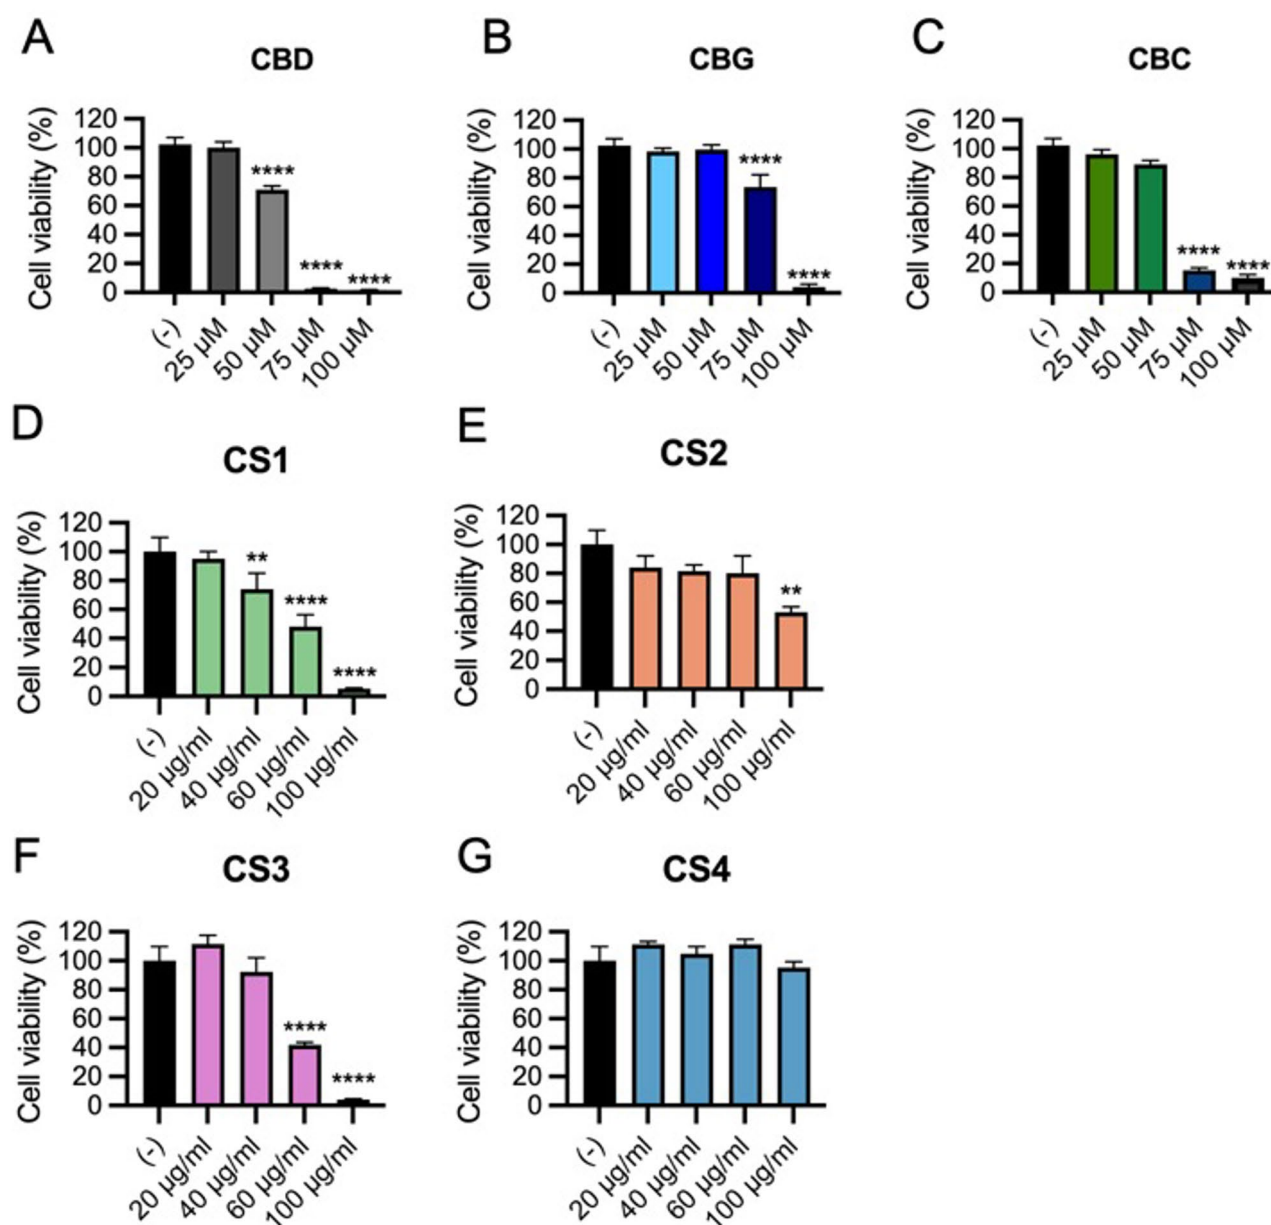 A
CBD
Cell viability (%)
120
100
80
60
40
20
0
****
****
****
(-)
25 µM
50 µM
75 µM
100 µM
B
CBG
Cell viability (%)
120
100
80
60
40
20
0
****
****
(-)
25 µM
50 µM
75 µM
100 µM
C
CBC
Cell viability (%)
120
100
80
60
40
20
0
****
****
(-)
25 µM
50 µM
75 µM
100 µM
D
CS1
Cell viability (%)
120
100
80
60
40
20
0
**
****
****
(-)
20 µg/ml
40 µg/ml
60 µg/ml
100 µg/ml
E
CS2
Cell viability (%)
120
100
80
60
40
20
0
**
(-)
20 µg/ml
40 µg/ml
60 µg/ml
100 µg/ml
F
CS3
Cell viability (%)
120
100
80
60
40
20
0
****
****
(-)
20 µg/ml
40 µg/ml
60 µg/ml
100 µg/ml
G
CS4
Cell viability (%)
120
100
80
60
40
20
0
(-)
20 µg/ml
40 µg/ml
60 µg/ml
100 µg/ml